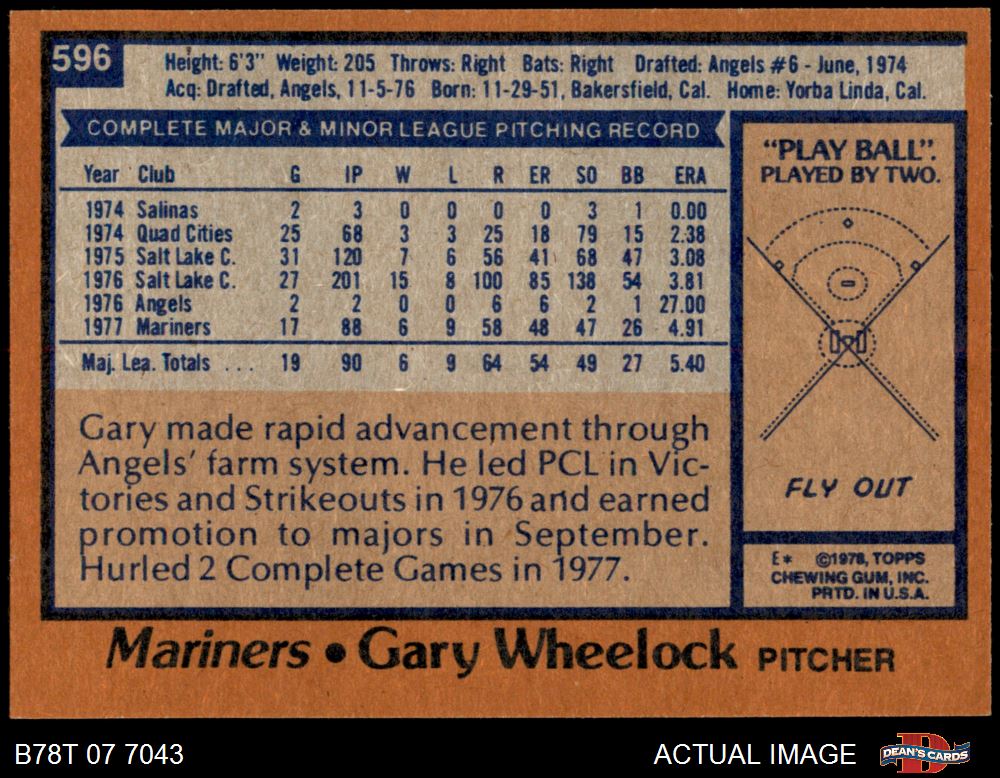 596
Height: 6'3" Weight: 205 Throws: Right Bats: Right Drafted: Angels #6 - June, 1974
Acq: Drafted, Angels, 11-5-76 Born: 11-29-51, Bakersfield, Cal. Home: Yorba Linda, Cal.
COMPLETE MAJOR & MINOR LEAGUE PITCHING RECORD
Year Club G IP W L R ER SO BB ERA
1974 Salinas 2 3 0 0 0 0 3 1 0.00
1974 Quad Cities 25 68 3 3 25 18 79 15 2.38
1975 Salt Lake C. 31 120 7 6 56 41 68 47 3.08
1976 Salt Lake C. 27 201 15 8 100 85 138 54 3.81
1976 Angels 2 2 0 0 6 6 2 1 27.00
1977 Mariners 17 88 6 9 58 48 47 26 4.91
Maj. Lea. Totals ... 19 90 6 9 64 54 49 27 5.40
Gary made rapid advancement through
Angels' farm system. He led PCL in Vic-
tories and Strikeouts in 1976 and earned
promotion to majors in September.
Hurled 2 Complete Games in 1977.
"PLAY BALL".
PLAYED BY TWO.
FLY OUT
E* ©1978, TOPPS
CHEWING GUM, INC.
PRTD. IN U.S.A.
Mariners • Gary Wheelock PITCHER
B78T 07 7043
ACTUAL IMAGE
D
DEAN'S CARDS